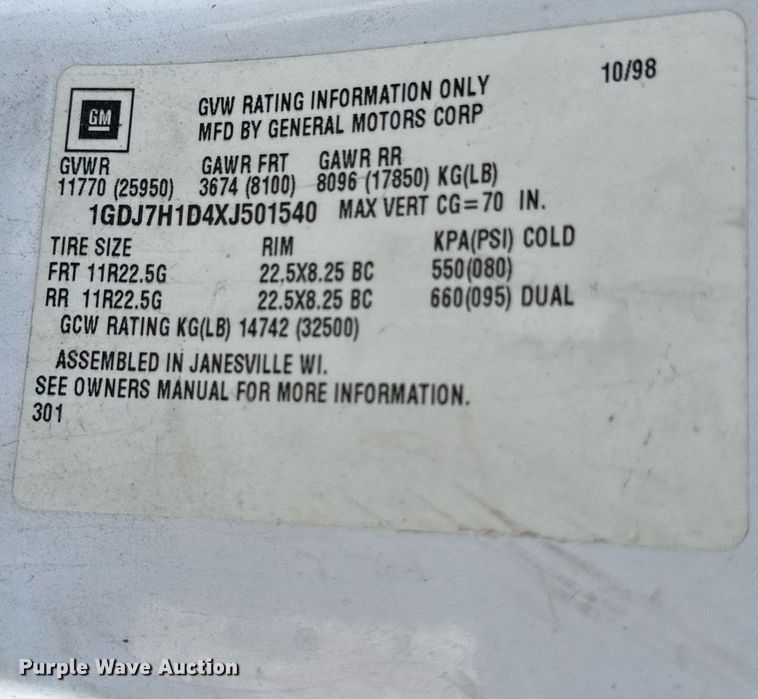 10/98
GM
GVW RATING INFORMATION ONLY
MFD BY GENERAL MOTORS CORP
GVWR GAWR FRT GAWR RR
11770 (25950) 3674 (8100) 8096 (17850) KG(LB)
1GDJ7H1D4XJ501540 MAX VERT CG=70 IN.
TIRE SIZE RIM KPA(PSI) COLD
FRT 11R22.5G 22.5X8.25 BC 550(080)
RR 11R22.5G 22.5X8.25 BC 660(095) DUAL
GCW RATING KG(LB) 14742 (32500)
ASSEMBLED IN JANESVILLE WI.
SEE OWNERS MANUAL FOR MORE INFORMATION.
301
Purple Wave Auction